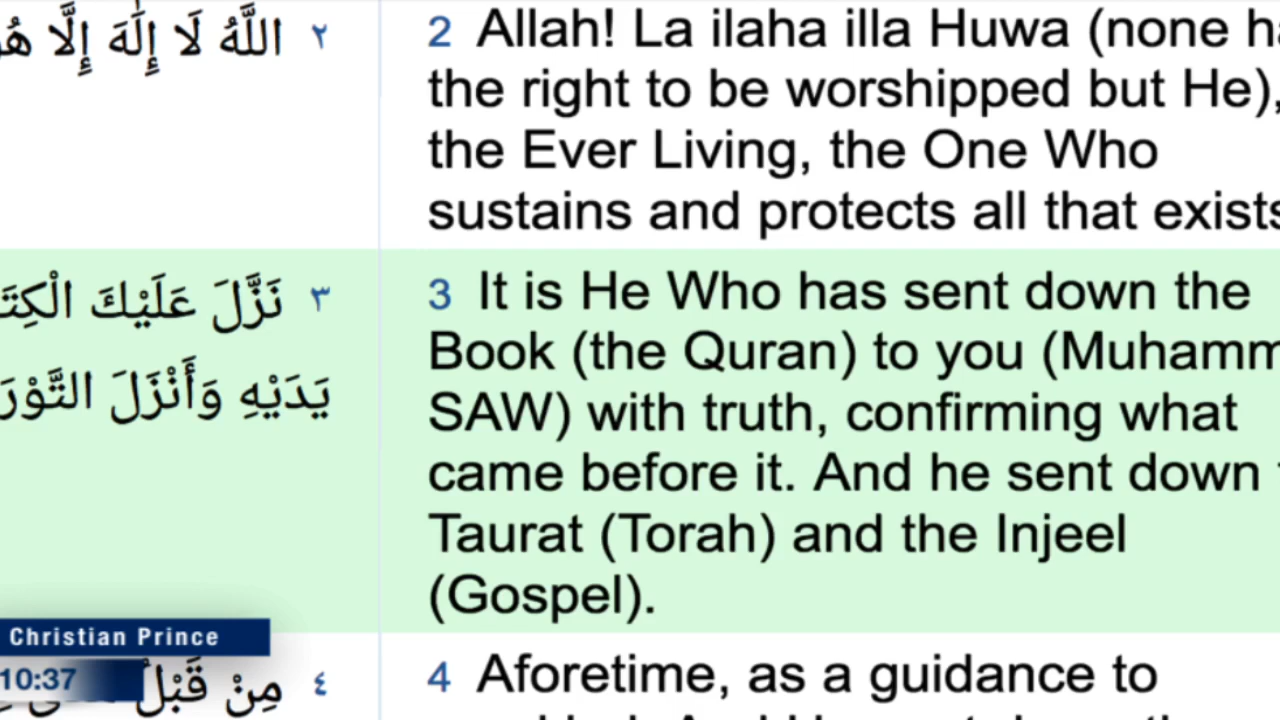 ٢ اللَّهُ لَا إِلَٰهَ إِلَّا
2 Allah! La ilaha illa Huwa (none
the right to be worshipped but He),
the Ever Living, the One Who
sustains and protects all that exists
٣ نَزَّلَ عَلَيْكَ
يَدَيْهِ وَأَنْزَلَ
3 It is He Who has sent down the
Book (the Quran) to you
SAW) with truth, confirming what
came before it. And he sent down
Taurat (Torah) and the Injeel
(Gospel).
Christian Prince
10:37
٤ مِنْ قَبْلُ
4 Aforetime, as a guidance to